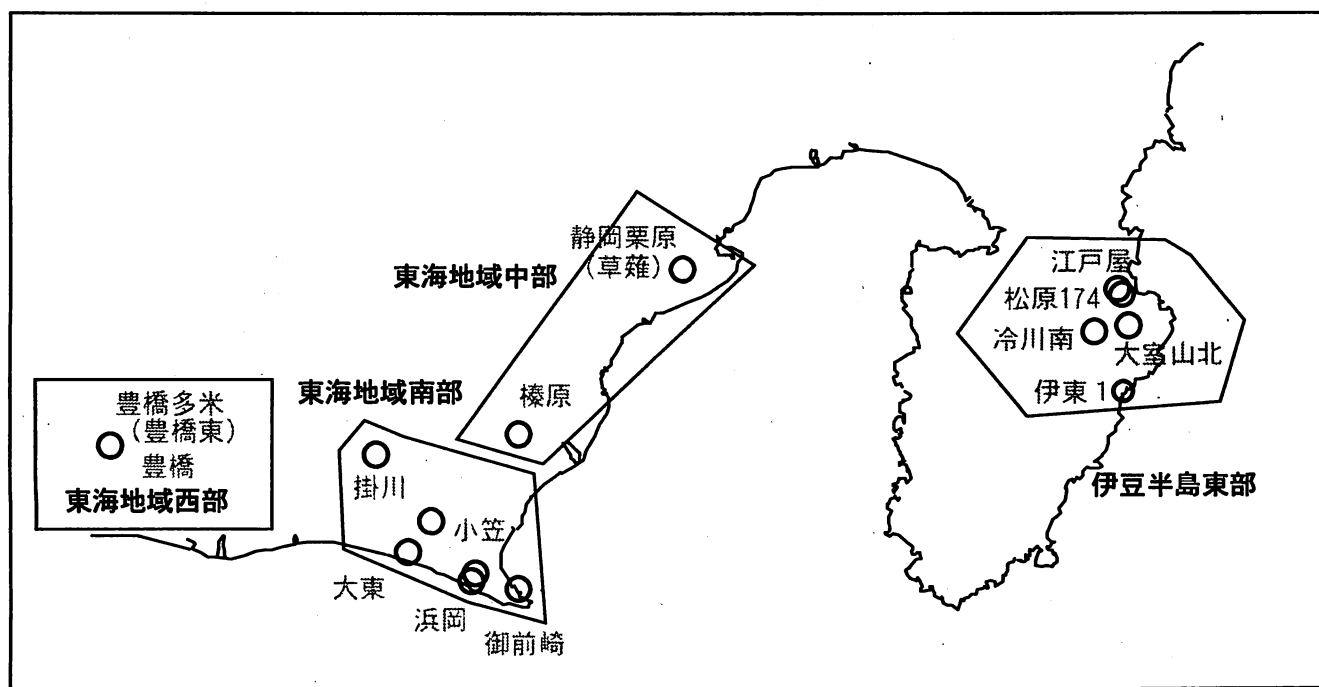 静岡栗原
（草薙）
東海地域中部
榛原
東海地域南部
掛川
小笠
大東
浜岡
御前崎
豊橋多米
（豊橋東）
豊橋
東海地域西部
江戸屋
松原174
冷川南
大室山北
伊東1
伊豆半島東部